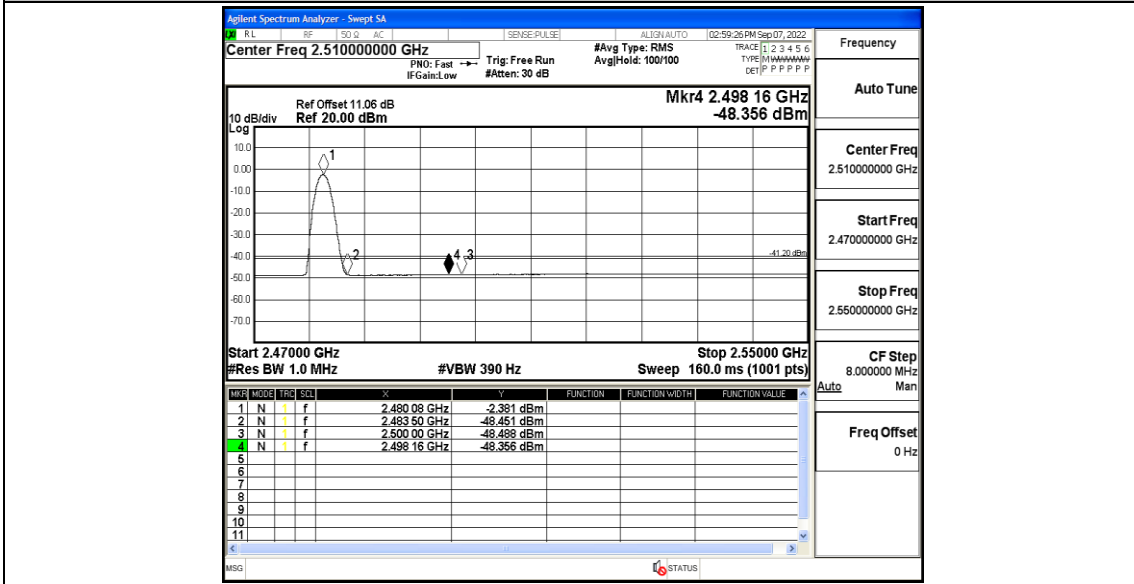 Agilent Spectrum Analyzer - Swept SA
LXI RL RF 50 Ω AC SENSE:PULSE ALIGNAUTO 02:59:26 PM Sep 07, 2022
Center Freq 2.510000000 GHz
PNO: Fast
IFGain:Low
Trig: Free Run
#Atten: 30 dB
#Avg Type: RMS
Avg|Hold: 100/100
TRACE 1 2 3 4 5 6
TYPE M WWWWW
DET P P P P P P
Ref Offset 11.06 dB
10 dB/div Ref 20.00 dBm
Log
Mkr4 2.498 16 GHz
-48.356 dBm
10.0
0.00
-10.0
-20.0
-30.0
-40.0
-50.0
-60.0
-70.0
1
2
4 3
-41.20 dBm
Start 2.47000 GHz Stop 2.55000 GHz
#Res BW 1.0 MHz #VBW 390 Hz Sweep 160.0 ms (1001 pts)
MKR MODE TRC SCL X Y FUNCTION FUNCTION WIDTH FUNCTION VALUE
1 N 1 f 2.480 08 GHz -2.381 dBm
2 N 1 f 2.483 50 GHz -48.451 dBm
3 N 1 f 2.500 00 GHz -48.488 dBm
4 N 1 f 2.498 16 GHz -48.356 dBm
5
6
7
8
9
10
11
MSG STATUS
Frequency
Auto Tune
Center Freq
2.510000000 GHz
Start Freq
2.470000000 GHz
Stop Freq
2.550000000 GHz
CF Step
8.000000 MHz
Auto Man
Freq Offset
0 Hz